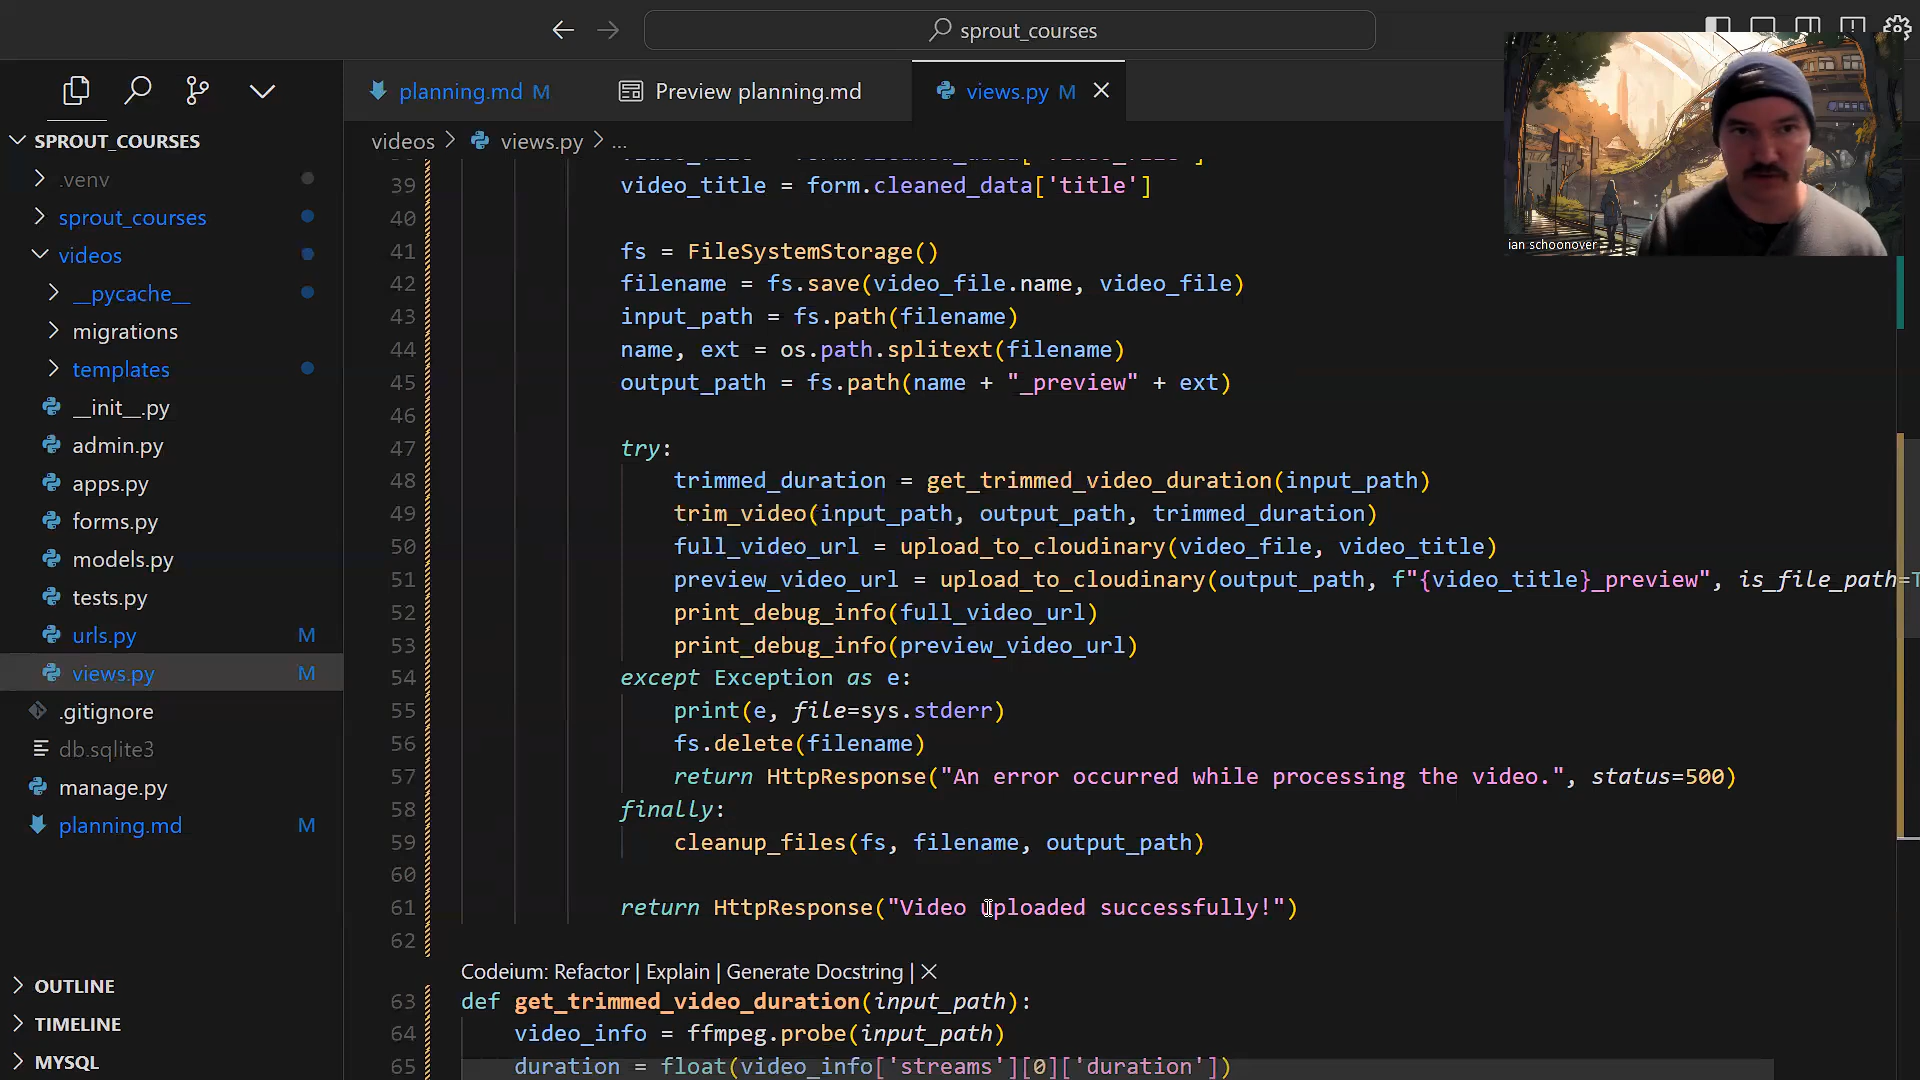 sprout_courses
planning.md M
Preview planning.md
views.py M
SPROUT_COURSES
.venv
sprout_courses
videos
__pycache__
migrations
templates
__init__.py
admin.py
apps.py
forms.py
models.py
tests.py
urls.py M
views.py M
.gitignore
db.sqlite3
manage.py
planning.md M
OUTLINE
TIMELINE
MYSQL
videos > views.py > ...
39 video_title = form.cleaned_data['title']
40
41 fs = FileSystemStorage()
42 filename = fs.save(video_file.name, video_file)
43 input_path = fs.path(filename)
44 name, ext = os.path.splitext(filename)
45 output_path = fs.path(name + "_preview" + ext)
46
47 try:
48 trimmed_duration = get_trimmed_video_duration(input_path)
49 trim_video(input_path, output_path, trimmed_duration)
50 full_video_url = upload_to_cloudinary(video_file, video_title)
51 preview_video_url = upload_to_cloudinary(output_path, f"{video_title}_preview", is_file_path=T
52 print_debug_info(full_video_url)
53 print_debug_info(preview_video_url)
54 except Exception as e:
55 print(e, file=sys.stderr)
56 fs.delete(filename)
57 return HttpResponse("An error occurred while processing the video.", status=500)
58 finally:
59 cleanup_files(fs, filename, output_path)
60
61 return HttpResponse("Video uploaded successfully!")
62
Codeium: Refactor | Explain | Generate Docstring | X
63 def get_trimmed_video_duration(input_path):
64 video_info = ffmpeg.probe(input_path)
65 duration = float(video_info['streams'][0]['duration'])
ian schoonover